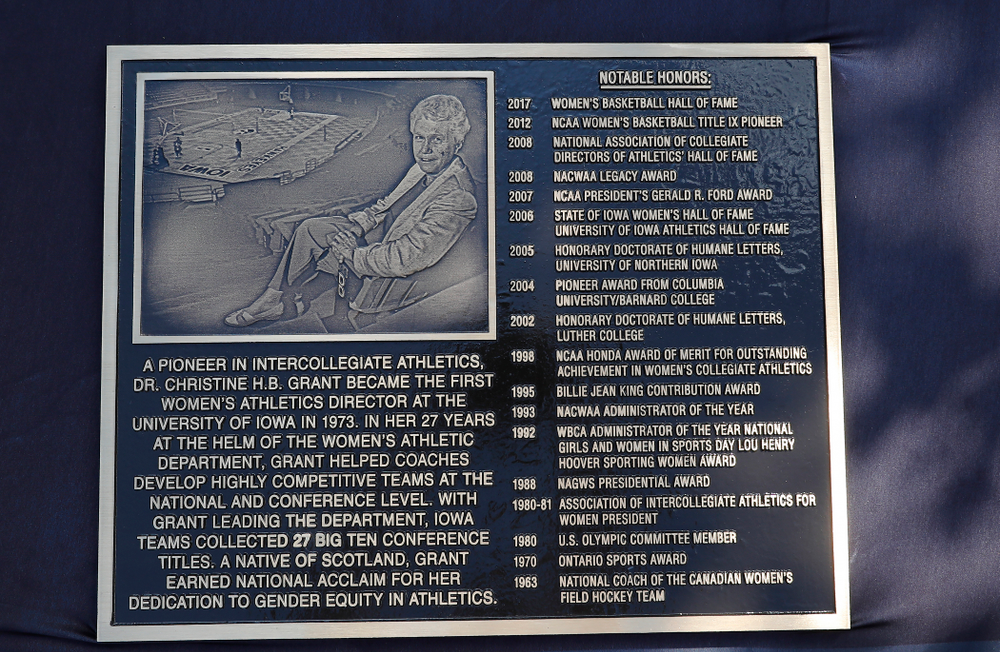 IOWA
A PIONEER IN INTERCOLLEGIATE ATHLETICS,
DR. CHRISTINE H.B. GRANT BECAME THE FIRST
WOMEN'S ATHLETICS DIRECTOR AT THE
UNIVERSITY OF IOWA IN 1973. IN HER 27 YEARS
AT THE HELM OF THE WOMEN'S ATHLETIC
DEPARTMENT, GRANT HELPED COACHES
DEVELOP HIGHLY COMPETITIVE TEAMS AT THE
NATIONAL AND CONFERENCE LEVEL. WITH
GRANT LEADING THE DEPARTMENT, IOWA
TEAMS COLLECTED 27 BIG TEN CONFERENCE
TITLES. A NATIVE OF SCOTLAND, GRANT
EARNED NATIONAL ACCLAIM FOR HER
DEDICATION TO GENDER EQUITY IN ATHLETICS.
NOTABLE HONORS:
2017 WOMEN'S BASKETBALL HALL OF FAME
2012 NCAA WOMEN'S BASKETBALL TITLE IX PIONEER
2008 NATIONAL ASSOCIATION OF COLLEGIATE
DIRECTORS OF ATHLETICS' HALL OF FAME
2008 NACWAA LEGACY AWARD
2007 NCAA PRESIDENT'S GERALD R. FORD AWARD
2006 STATE OF IOWA WOMEN'S HALL OF FAME
UNIVERSITY OF IOWA ATHLETICS HALL OF FAME
2005 HONORARY DOCTORATE OF HUMANE LETTERS,
UNIVERSITY OF NORTHERN IOWA
2004 PIONEER AWARD FROM COLUMBIA
UNIVERSITY/BARNARD COLLEGE
2002 HONORARY DOCTORATE OF HUMANE LETTERS,
LUTHER COLLEGE
1998 NCAA HONDA AWARD OF MERIT FOR OUTSTANDING
ACHIEVEMENT IN WOMEN'S COLLEGIATE ATHLETICS
1995 BILLIE JEAN KING CONTRIBUTION AWARD
1993 NACWAA ADMINISTRATOR OF THE YEAR
1992 WBCA ADMINISTRATOR OF THE YEAR NATIONAL
GIRLS AND WOMEN IN SPORTS DAY LOU HENRY
HOOVER SPORTING WOMEN AWARD
1988 NAGWS PRESIDENTIAL AWARD
1980-81 ASSOCIATION OF INTERCOLLEGIATE ATHLETICS FOR
WOMEN PRESIDENT
1980 U.S. OLYMPIC COMMITTEE MEMBER
1970 ONTARIO SPORTS AWARD
1963 NATIONAL COACH OF THE CANADIAN WOMEN'S
FIELD HOCKEY TEAM